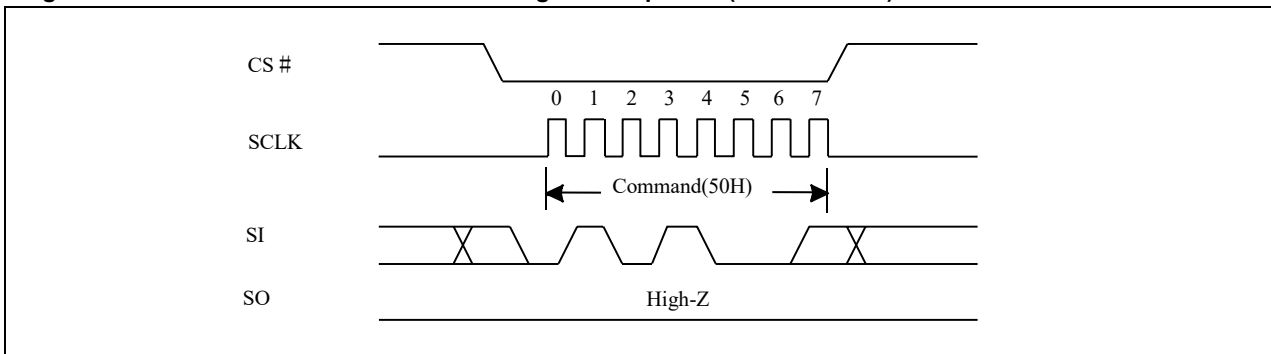 CS #
0 1 2 3 4 5 6 7
SCLK
Command(50H)
SI
SO
High-Z